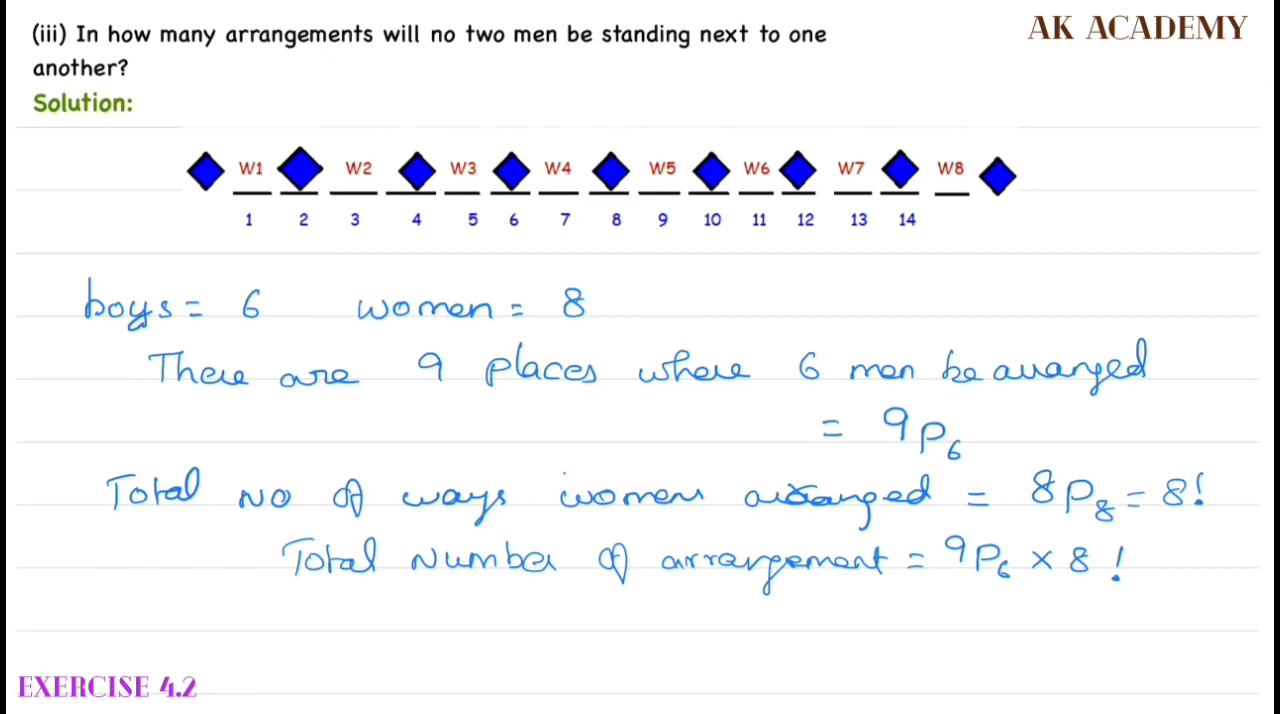 (iii) In how many arrangements will no two men be standing next to one
another?
AK ACADEMY
Solution:
W1 W2 W3 W4 W5 W6 W7 W8
1 2 3 4 5 6 7 8 9 10 11 12 13 14
boys = 6 women = 8
There are 9 places where 6 men be arranged
= 9P6
Total no of ways women arranged = 8P8 = 8!
Total Number of arrangement = 9P6 × 8!
EXERCISE 4.2